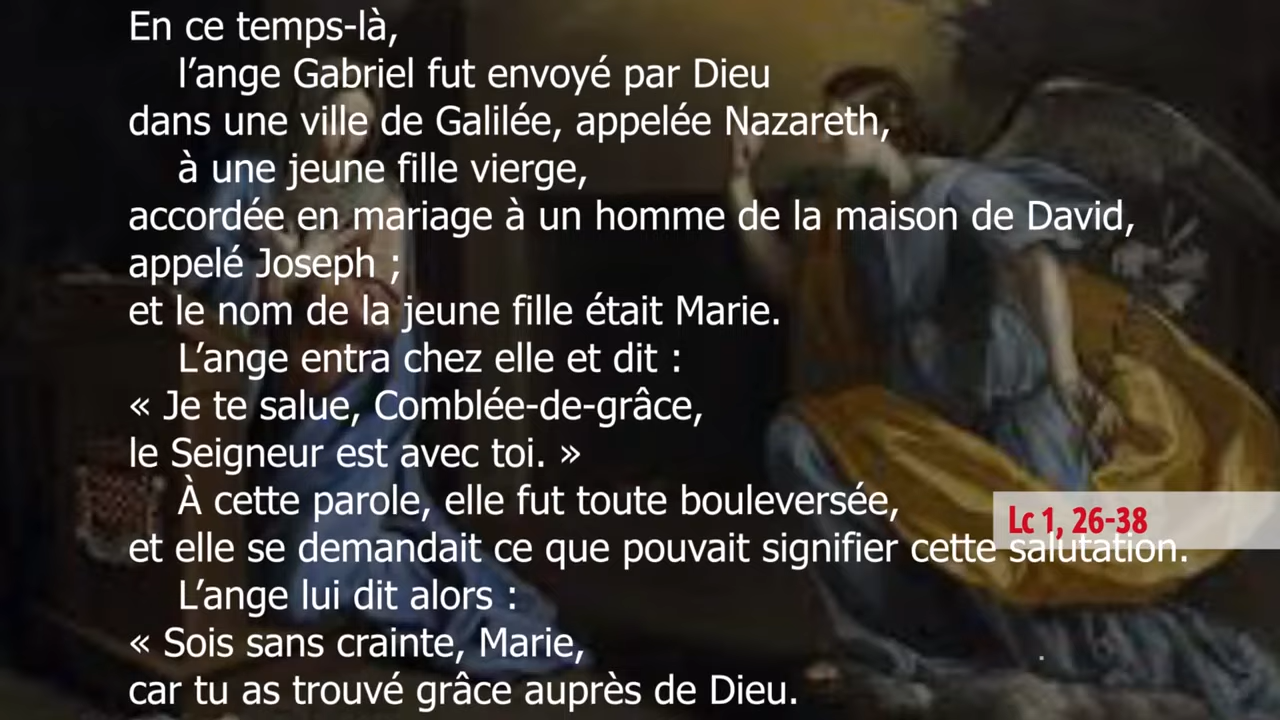 En ce temps-là,
l’ange Gabriel fut envoyé par Dieu
dans une ville de Galilée, appelée Nazareth,
à une jeune fille vierge,
accordée en mariage à un homme de la maison de David,
appelé Joseph ;
et le nom de la jeune fille était Marie.
L’ange entra chez elle et dit :
« Je te salue, Comblée-de-grâce,
le Seigneur est avec toi. »
À cette parole, elle fut toute bouleversée,
Lc 1, 26-38
et elle se demandait ce que pouvait signifier cette salutation.
L’ange lui dit alors :
« Sois sans crainte, Marie,
car tu as trouvé grâce auprès de Dieu.